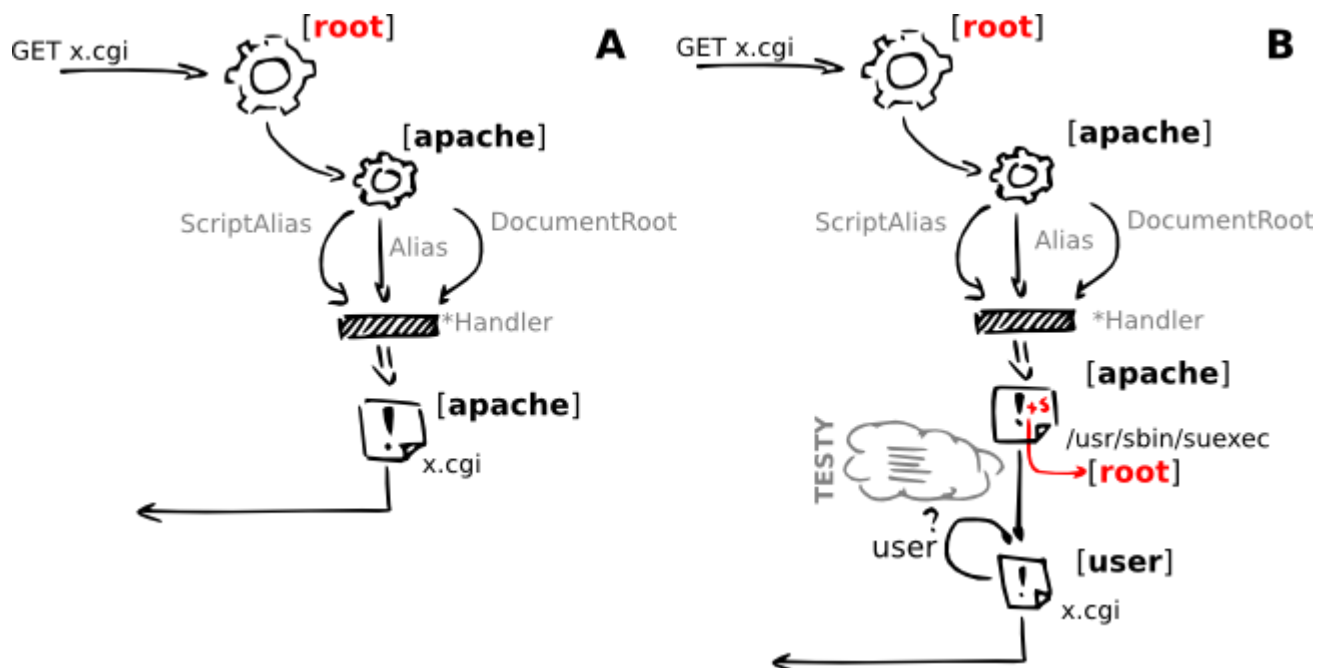 [root]
A
GET x.cgi
[apache]
ScriptAlias
Alias
DocumentRoot
*Handler
[apache]
!
x.cgi
[root]
B
GET x.cgi
[apache]
ScriptAlias
Alias
DocumentRoot
*Handler
[apache]
!+s
/usr/sbin/suexec
[root]
TESTY
?
user
[user]
!
x.cgi